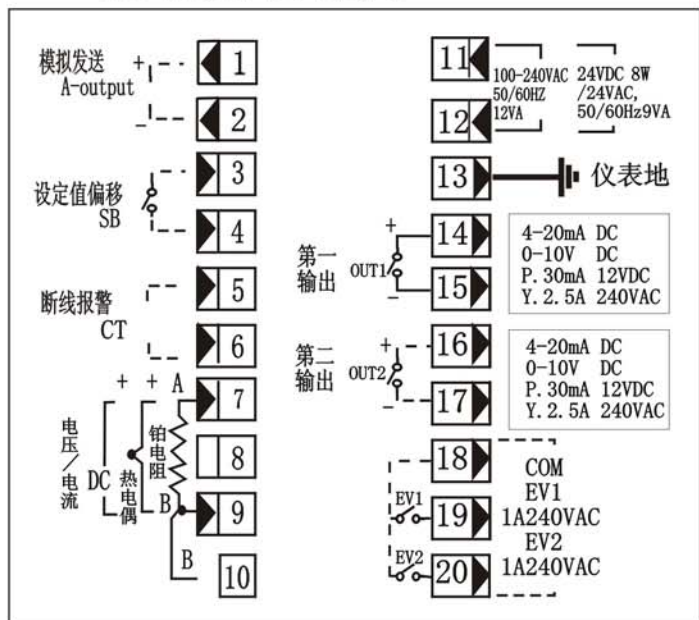 模拟发送
A-output
+
−
1
2
设定值偏移
SB
3
4
断线报警
CT
5
6
电压/电流
DC
+
+
热电偶
铂电阻
A
B
B
7
8
9
10
11
12
100-240VAC
50/60HZ
12VA
24VDC 8W
/24VAC,
50/60Hz9VA
13
仪表地
第一
输出
OUT1
+
−
14
15
4-20mA DC
0-10V DC
P.30mA 12VDC
Y.2.5A 240VAC
第二
输出
OUT2
+
−
16
17
4-20mA DC
0-10V DC
P.30mA 12VDC
Y.2.5A 240VAC
18
EV1
19
EV2
20
COM
EV1
1A240VAC
EV2
1A240VAC